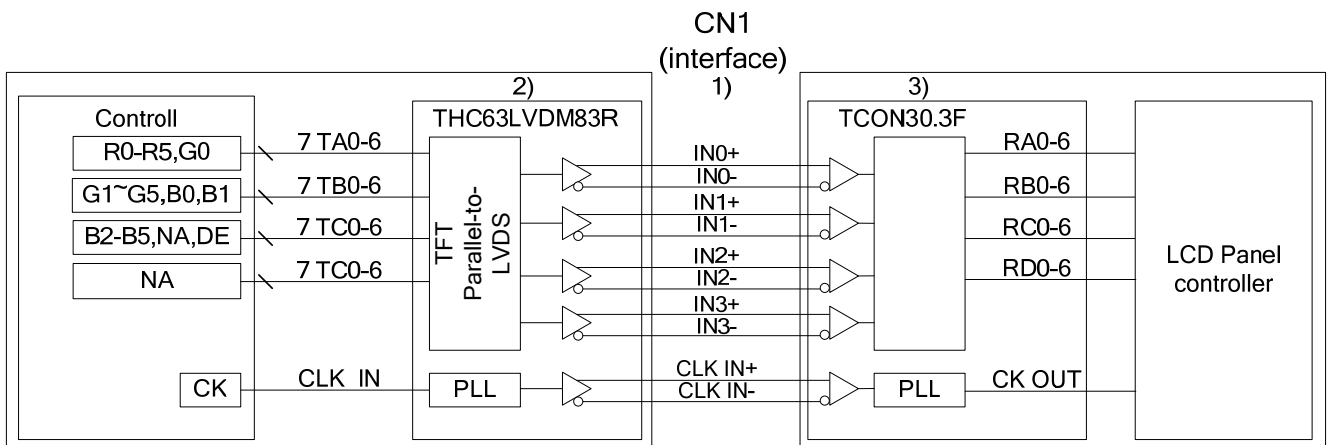 CN1
(interface)
1)
2)
3)
Controll
THC63LVDM83R
TCON30.3F
R0-R5,G0
7 TA0-6
IN0+
IN0-
RA0-6
G1~G5,B0,B1
7 TB0-6
IN1+
IN1-
RB0-6
B2-B5,NA,DE
7 TC0-6
IN2+
IN2-
RC0-6
NA
7 TC0-6
IN3+
IN3-
RD0-6
TFT
Parallel-to-
LVDS
LCD Panel
controller
CK
CLK IN
PLL
CLK IN+
CLK IN-
PLL
CK OUT